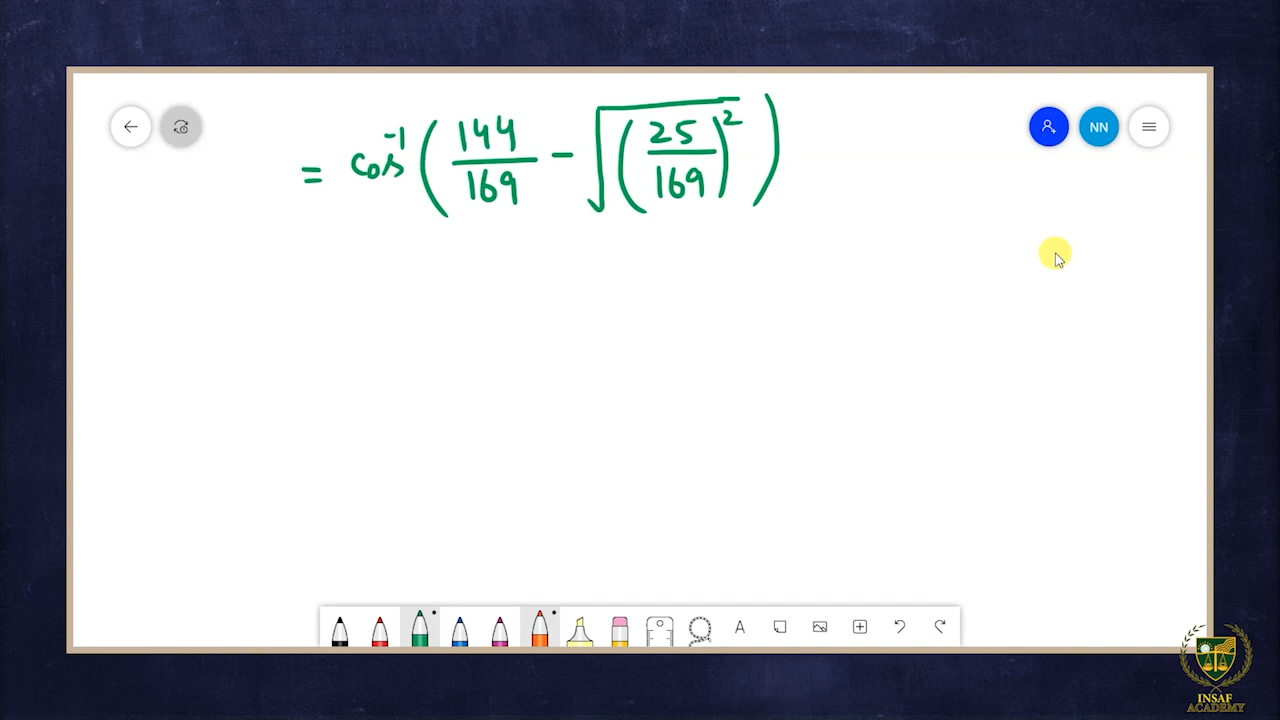 = cos⁻¹ ( 144/169 − √(25/169)² )
NN
A
INSAF
ACADEMY